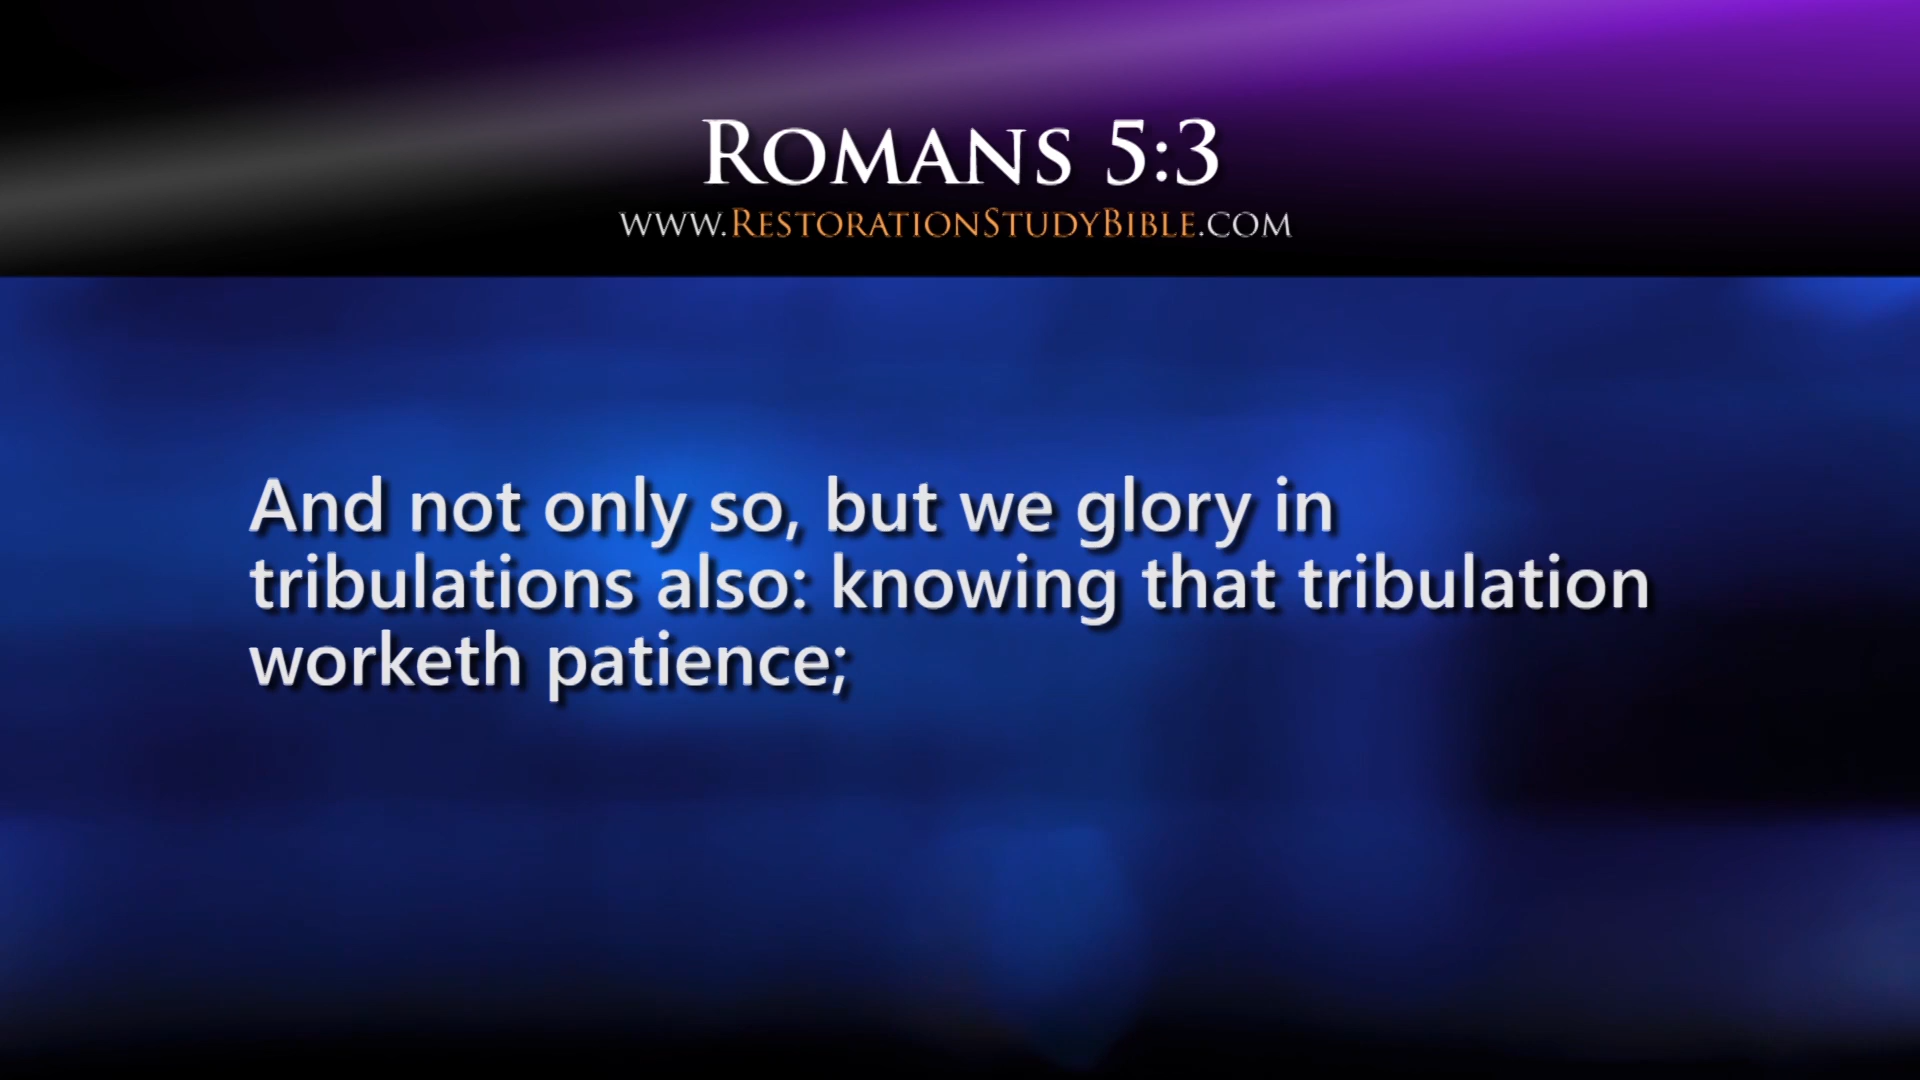 Romans 5:3
www.RestorationStudyBible.com
And not only so, but we glory in
tribulations also: knowing that tribulation
worketh patience;